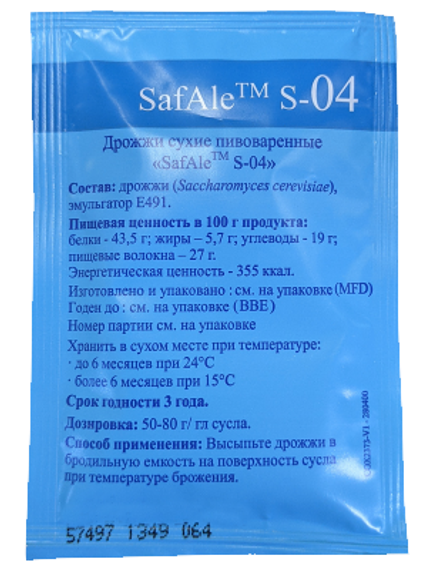 SafAle™ S-04
Дрожжи сухие пивоваренные
«SafAle™ S-04»
Состав: дрожжи (Saccharomyces cerevisiae),
эмульгатор Е491.
Пищевая ценность в 100 г продукта:
белки - 43,5 г; жиры – 5,7 г; углеводы - 19 г;
пищевые волокна – 27 г.
Энергетическая ценность - 355 ккал.
Изготовлено и упаковано : см. на упаковке (MFD)
Годен до : см. на упаковке (BBE)
Номер партии см. на упаковке
Хранить в сухом месте при температуре:
· до 6 месяцев при 24°С
· более 6 месяцев при 15°С
Срок годности 3 года.
Дозировка: 50-80 г/ гл сусла.
Способ применения: Высыпьте дрожжи в
бродильную емкость на поверхность сусла
при температуре брожения.
57497 1349 064